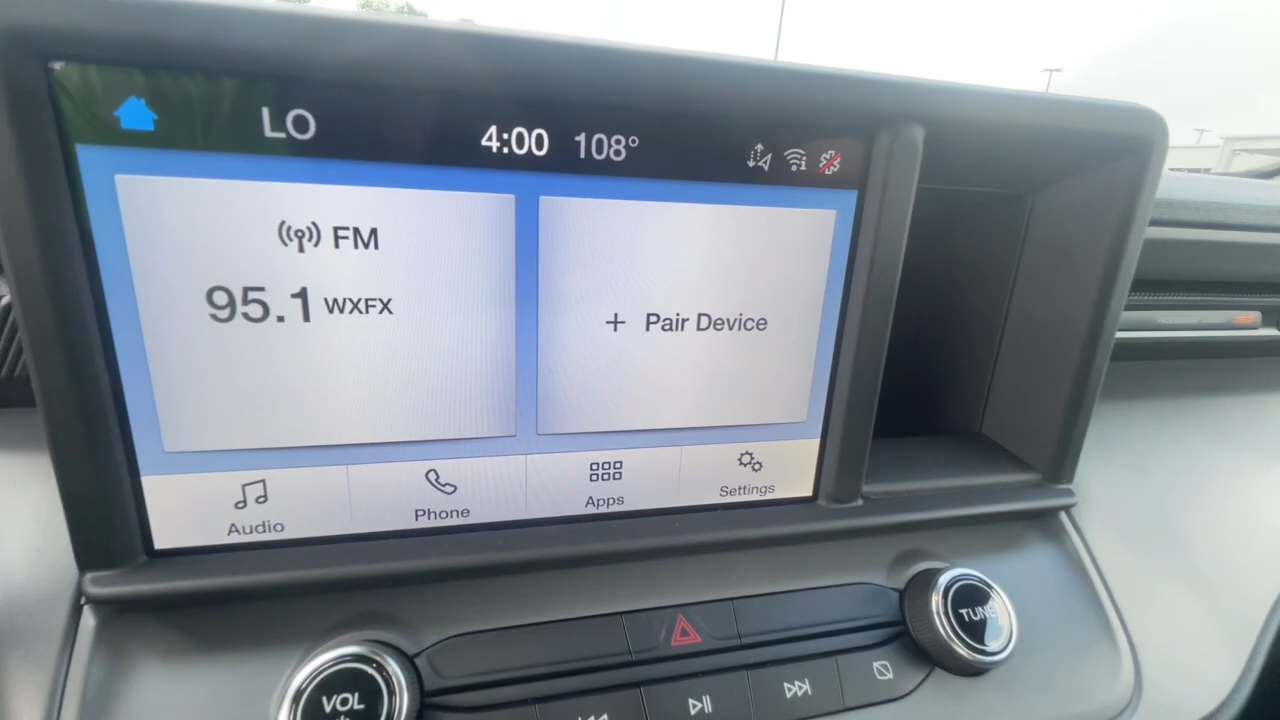 LO
4:00 108°
FM
95.1 WXFX
+ Pair Device
Audio
Phone
Apps
Settings
TUNE
VOL